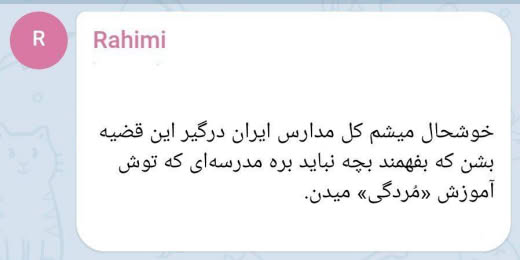 R
Rahimi
خوشحال میشم کل مدارس ایران درگیر این قضیه
بشن که بفهمند بچه نباید بره مدرسه‌ای که توش
آموزش «مُردگی» میدن.